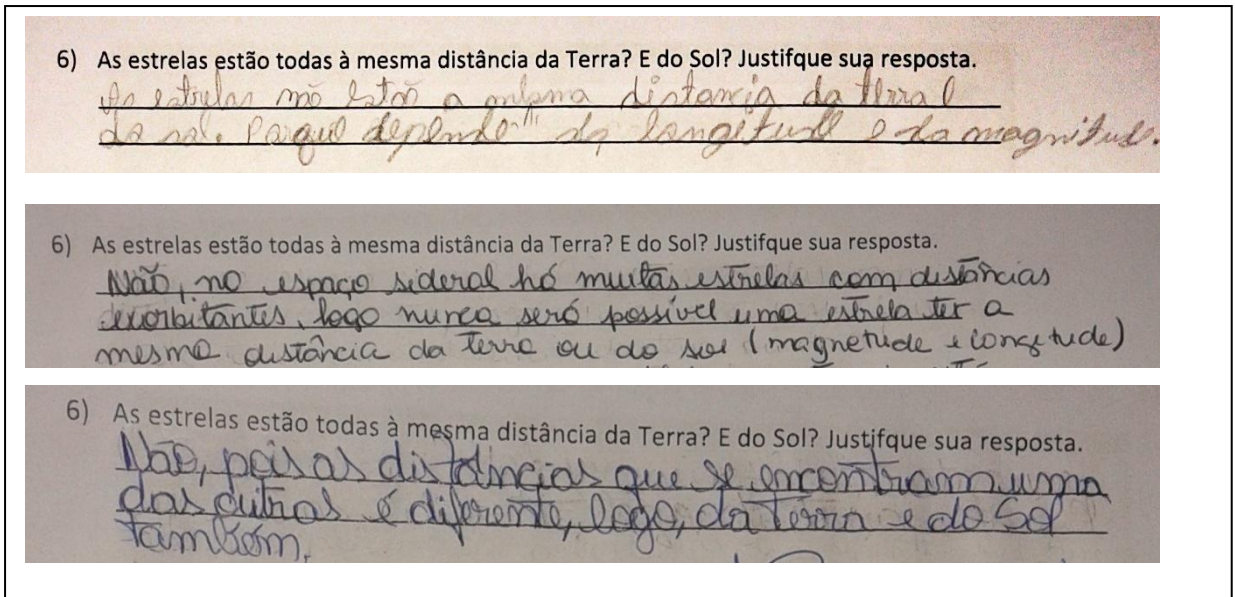 6) As estrelas estão todas à mesma distância da Terra? E do Sol? Justifque sua resposta.
As estrelas não estão a mesma distancia da terra e
do sol. Porque depende da longitude e da magnitude.
6) As estrelas estão todas à mesma distância da Terra? E do Sol? Justifque sua resposta.
Não, no espaço sideral há muitas estrelas com distâncias
exorbitantes, logo nunca será possível uma estrela ter a
mesma distância da terra ou do sol (magnetude e longetude)
6) As estrelas estão todas à mesma distância da Terra? E do Sol? Justifque sua resposta.
Não, pois as distâncias que se encontram uma
das outras é diferente, logo, da Terra e do Sol
também.